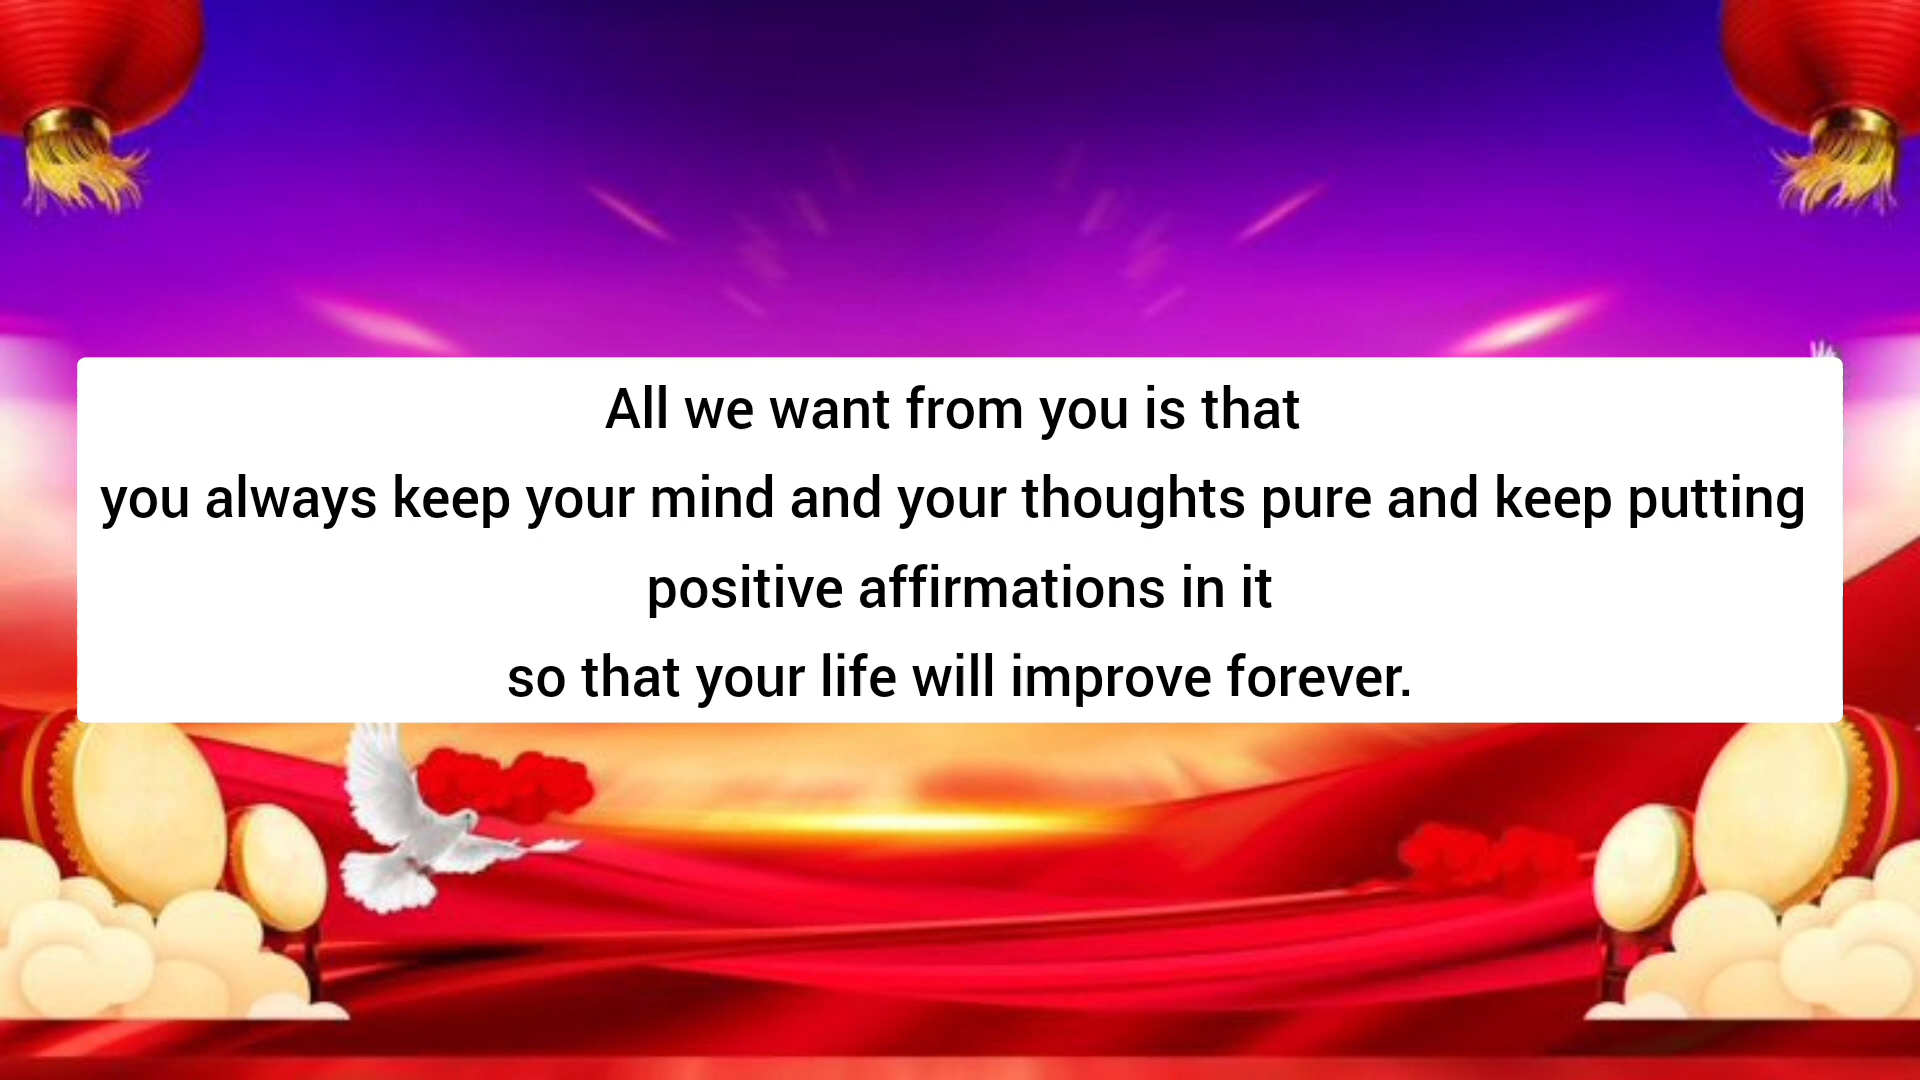 All we want from you is that
you always keep your mind and your thoughts pure and keep putting
positive affirmations in it
so that your life will improve forever.